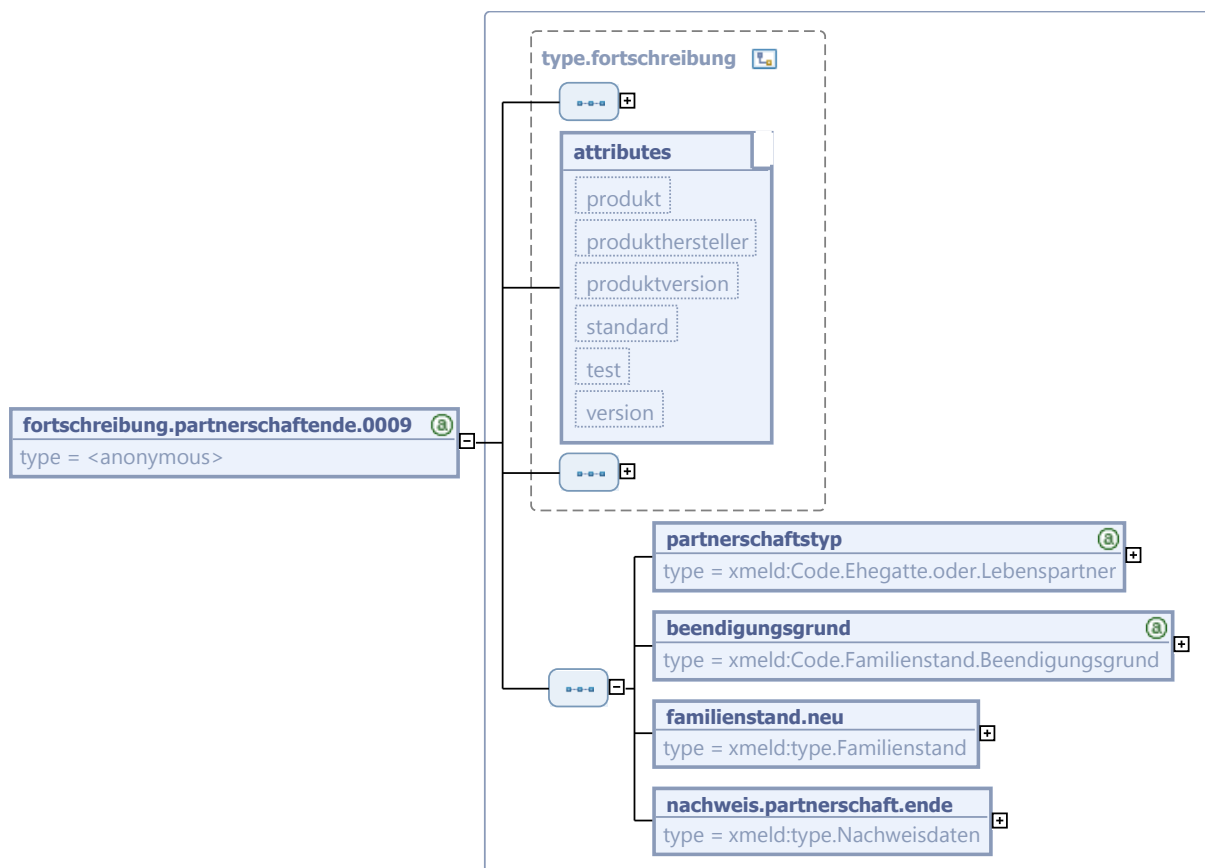 type.fortschreibung
attributes
produkt
produkthersteller
produktversion
standard
test
version
fortschreibung.partnerschaftende.0009 a
type = <anonymous>
partnerschaftstyp a
type = xmeld:Code.Ehegatte.oder.Lebenspartner
beendigungsgrund a
type = xmeld:Code.Familienstand.Beendigungsgrund
familienstand.neu
type = xmeld:type.Familienstand
nachweis.partnerschaft.ende
type = xmeld:type.Nachweisdaten